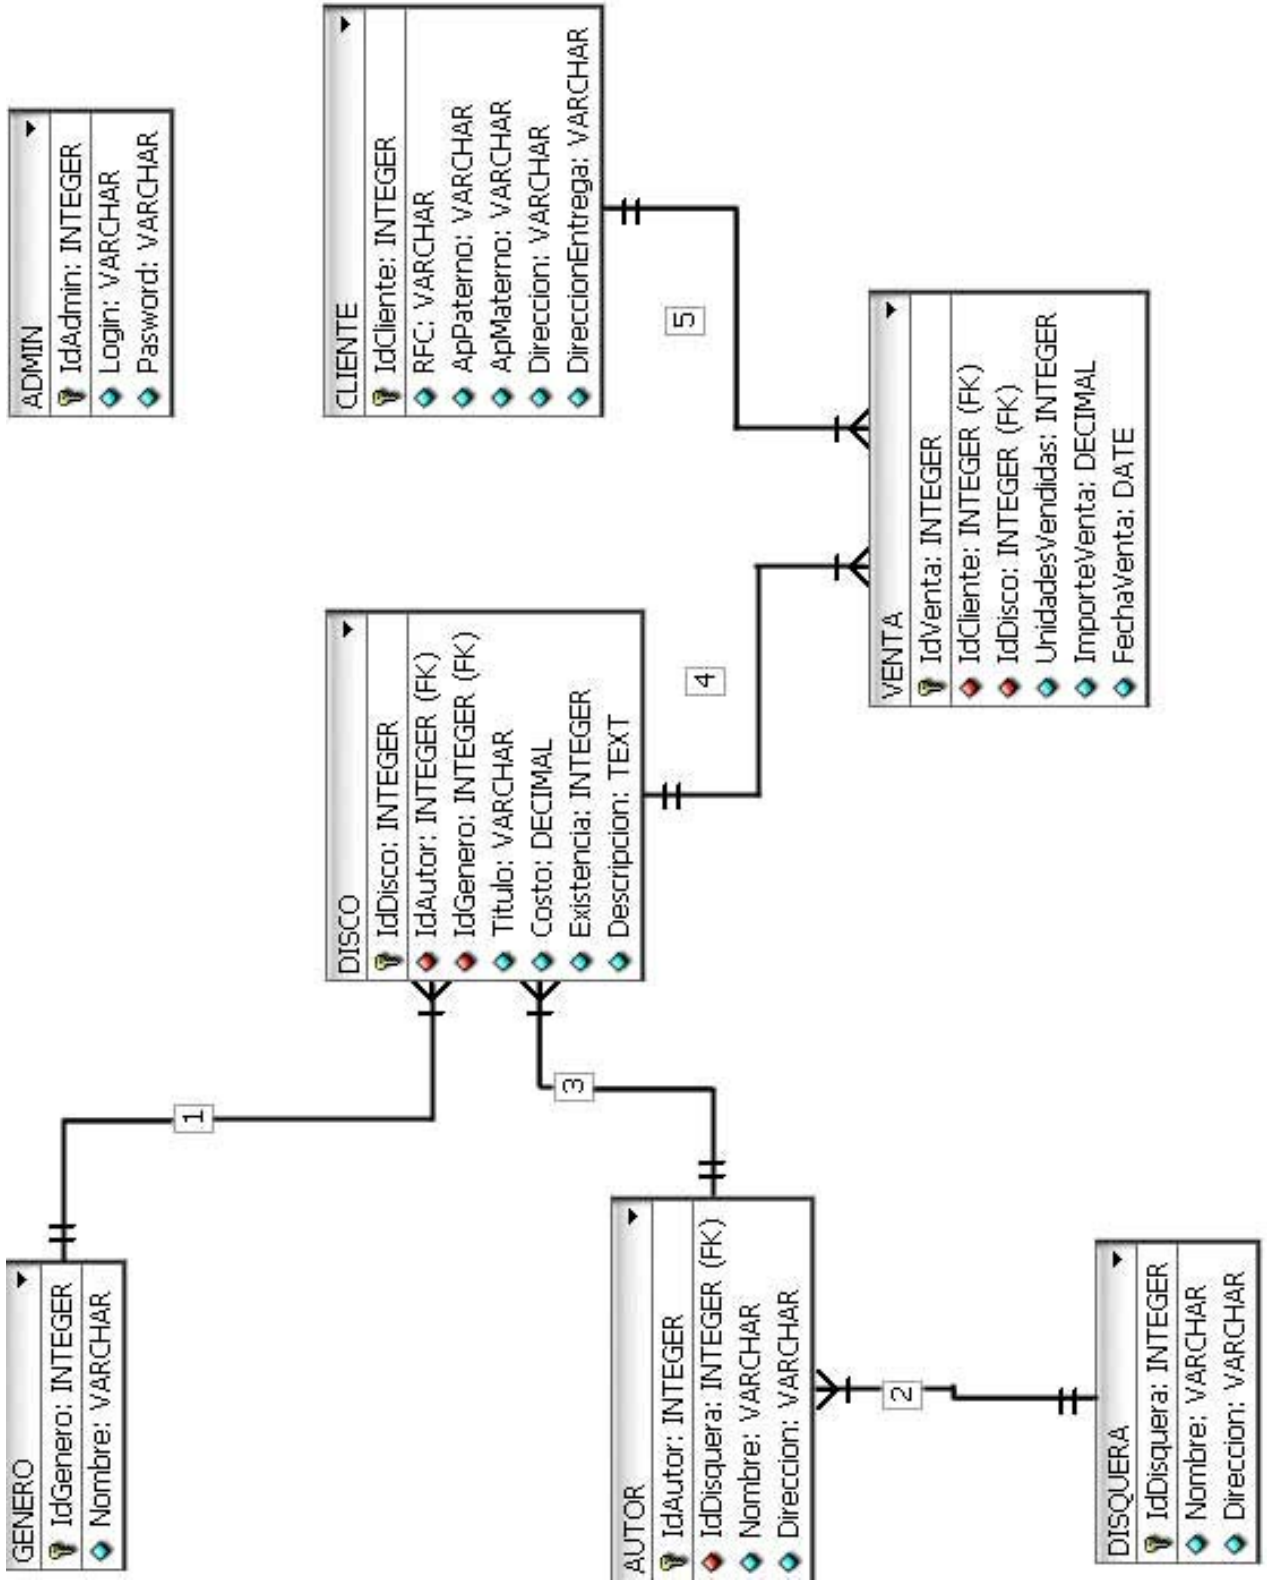 GENERO
IdGenero: INTEGER
Nombre: VARCHAR
ADMIN
IdAdmin: INTEGER
Login: VARCHAR
Pasword: VARCHAR
1
DISCO
IdDisco: INTEGER
IdAutor: INTEGER (FK)
IdGenero: INTEGER (FK)
Titulo: VARCHAR
Costo: DECIMAL
Existencia: INTEGER
Descripcion: TEXT
CLIENTE
IdCliente: INTEGER
RFC: VARCHAR
ApPaterno: VARCHAR
ApMaterno: VARCHAR
Direccion: VARCHAR
DireccionEntrega: VARCHAR
3
AUTOR
IdAutor: INTEGER
IdDisquera: INTEGER (FK)
Nombre: VARCHAR
Direccion: VARCHAR
4
5
2
VENTA
IdVenta: INTEGER
IdCliente: INTEGER (FK)
IdDisco: INTEGER (FK)
UnidadesVendidas: INTEGER
ImporteVenta: DECIMAL
FechaVenta: DATE
DISQUERA
IdDisquera: INTEGER
Nombre: VARCHAR
Direccion: VARCHAR